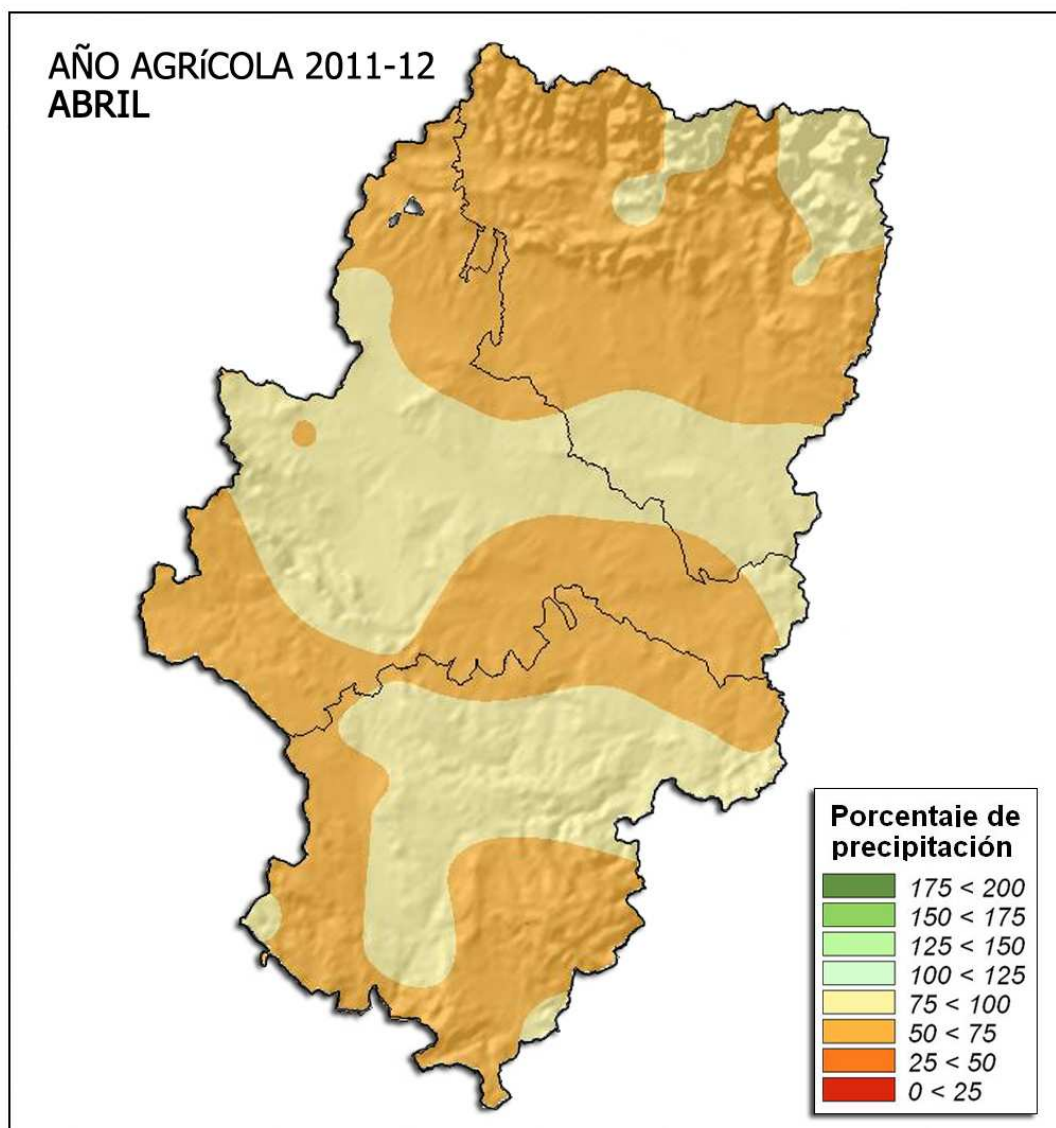 AÑO AGRíCOLA 2011-12
ABRIL
Porcentaje de
precipitación
175 < 200
150 < 175
125 < 150
100 < 125
75 < 100
50 < 75
25 < 50
0 < 25